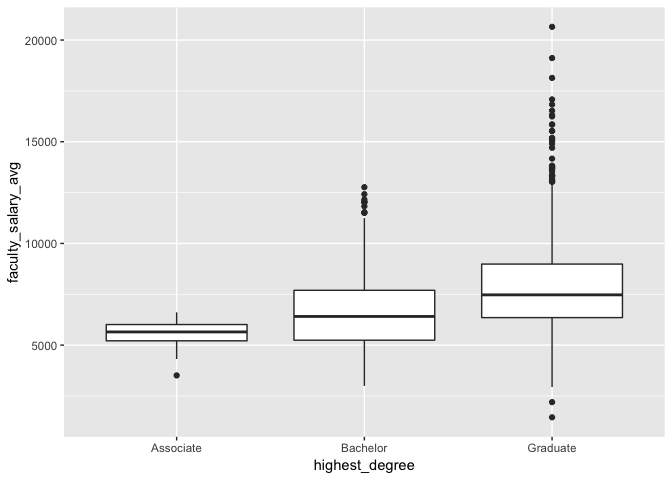 20000
15000
10000
5000
faculty_salary_avg
Associate Bachelor Graduate
highest_degree